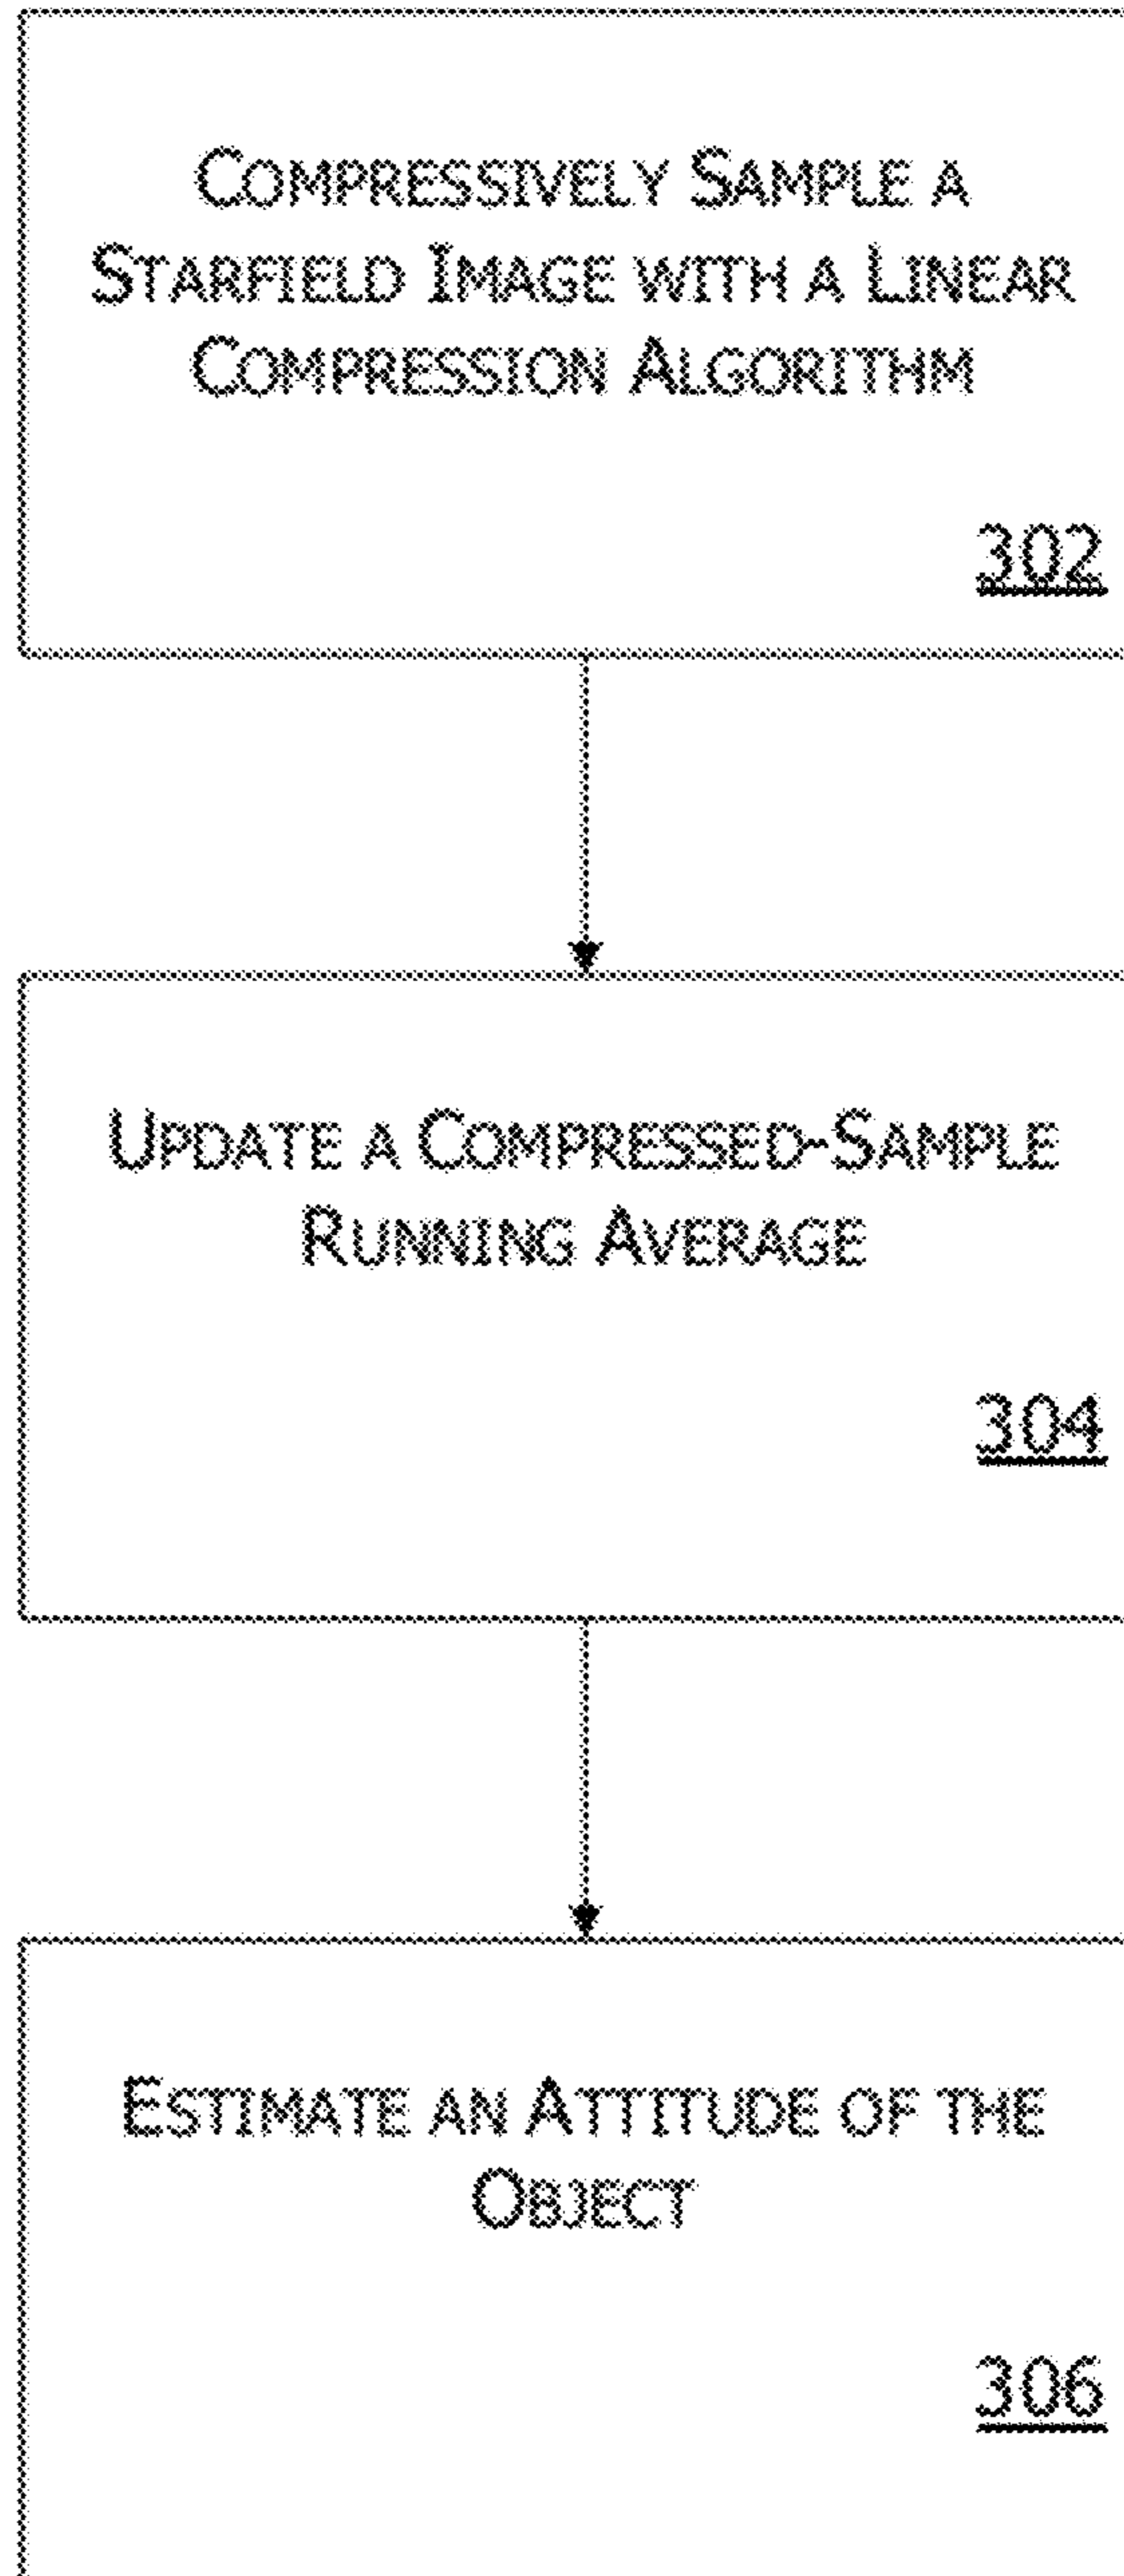 COMPRESSIVELY SAMPLE A
STARFIELD IMAGE WITH A LINEAR
COMPRESSION ALGORITHM
302
UPDATE A COMPRESSED-SAMPLE
RUNNING AVERAGE
304
ESTIMATE AN ATTITUDE OF THE
OBJECT
306